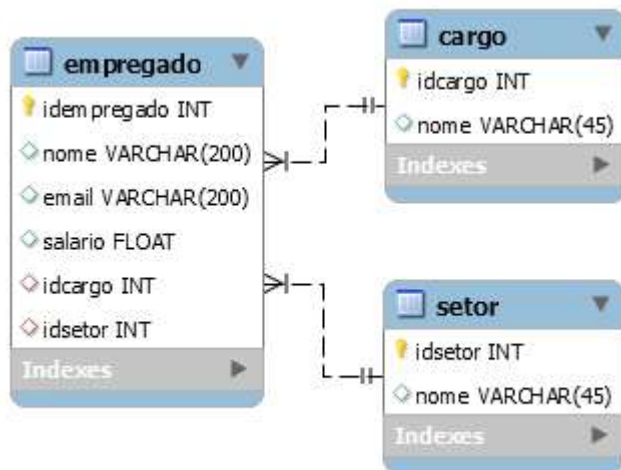 empregado
idempregado INT
nome VARCHAR(200)
email VARCHAR(200)
salario FLOAT
idcargo INT
idsetor INT
Indexes
cargo
idcargo INT
nome VARCHAR(45)
Indexes
setor
idsetor INT
nome VARCHAR(45)
Indexes